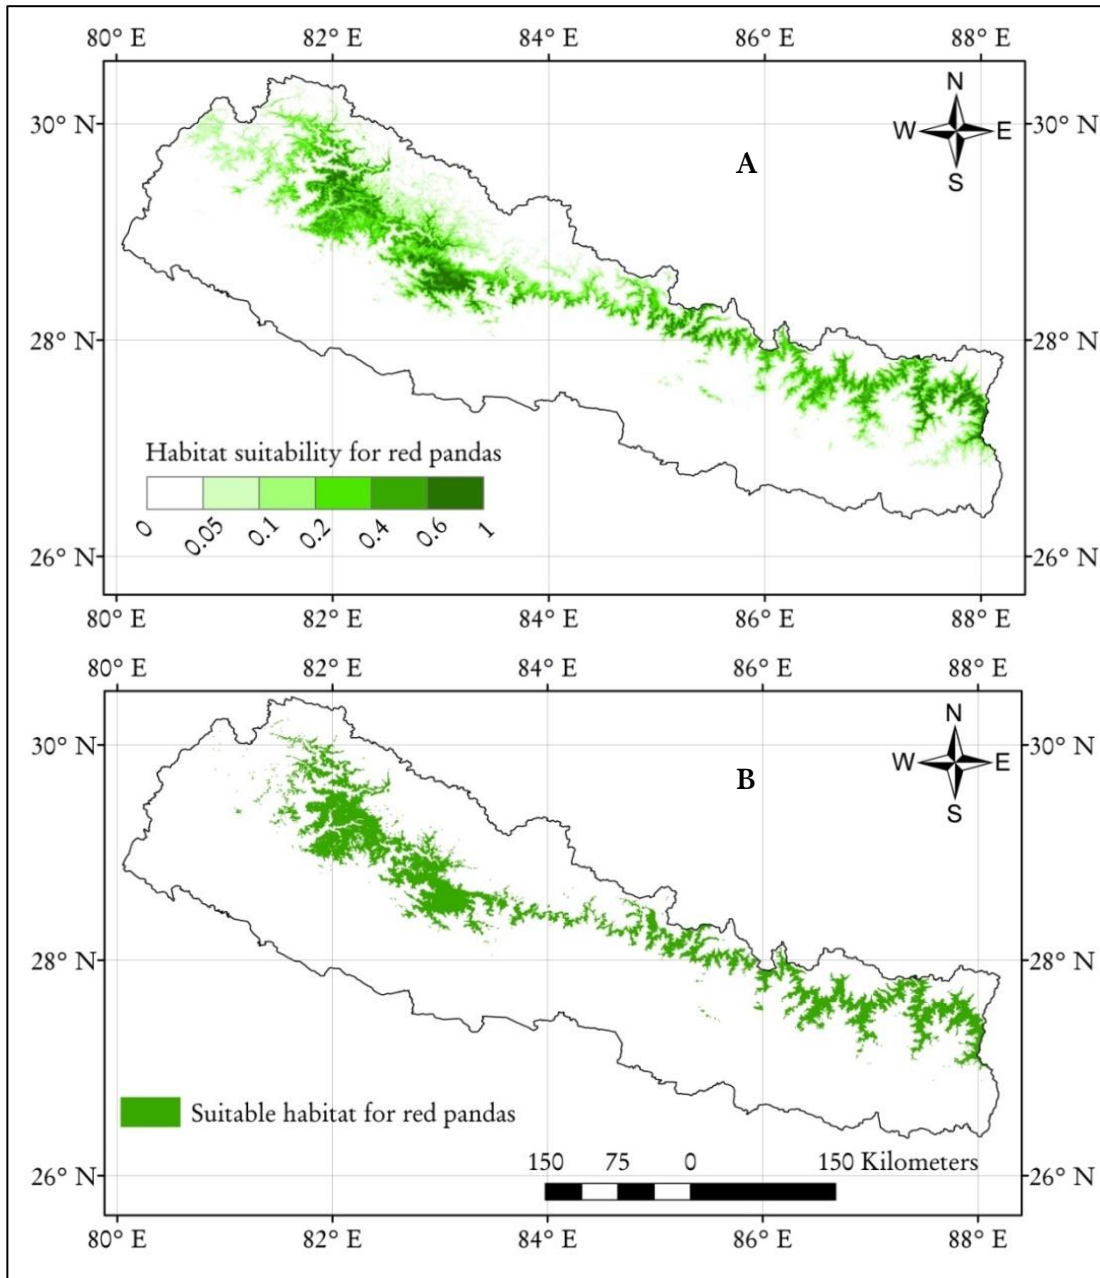 80° E 82° E 84° E 86° E 88° E
N
30° N W E 30° N
A
S
28° N 28° N
Habitat suitability for red pandas
0 0.05 0.1 0.2 0.4 0.6 1
26° N 26° N
80° E 82° E 84° E 86° E 88° E
80° E 82° E 84° E 86° E 88° E
N
30° N W E 30° N
B
S
28° N 28° N
Suitable habitat for red pandas
150 75 0 150 Kilometers
26° N 26° N
80° E 82° E 84° E 86° E 88° E